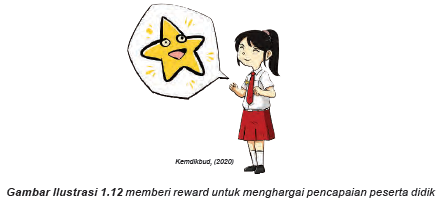 Kemdikbud, (2020)
Gambar Ilustrasi 1.12 memberi reward untuk menghargai pencapaian peserta didik